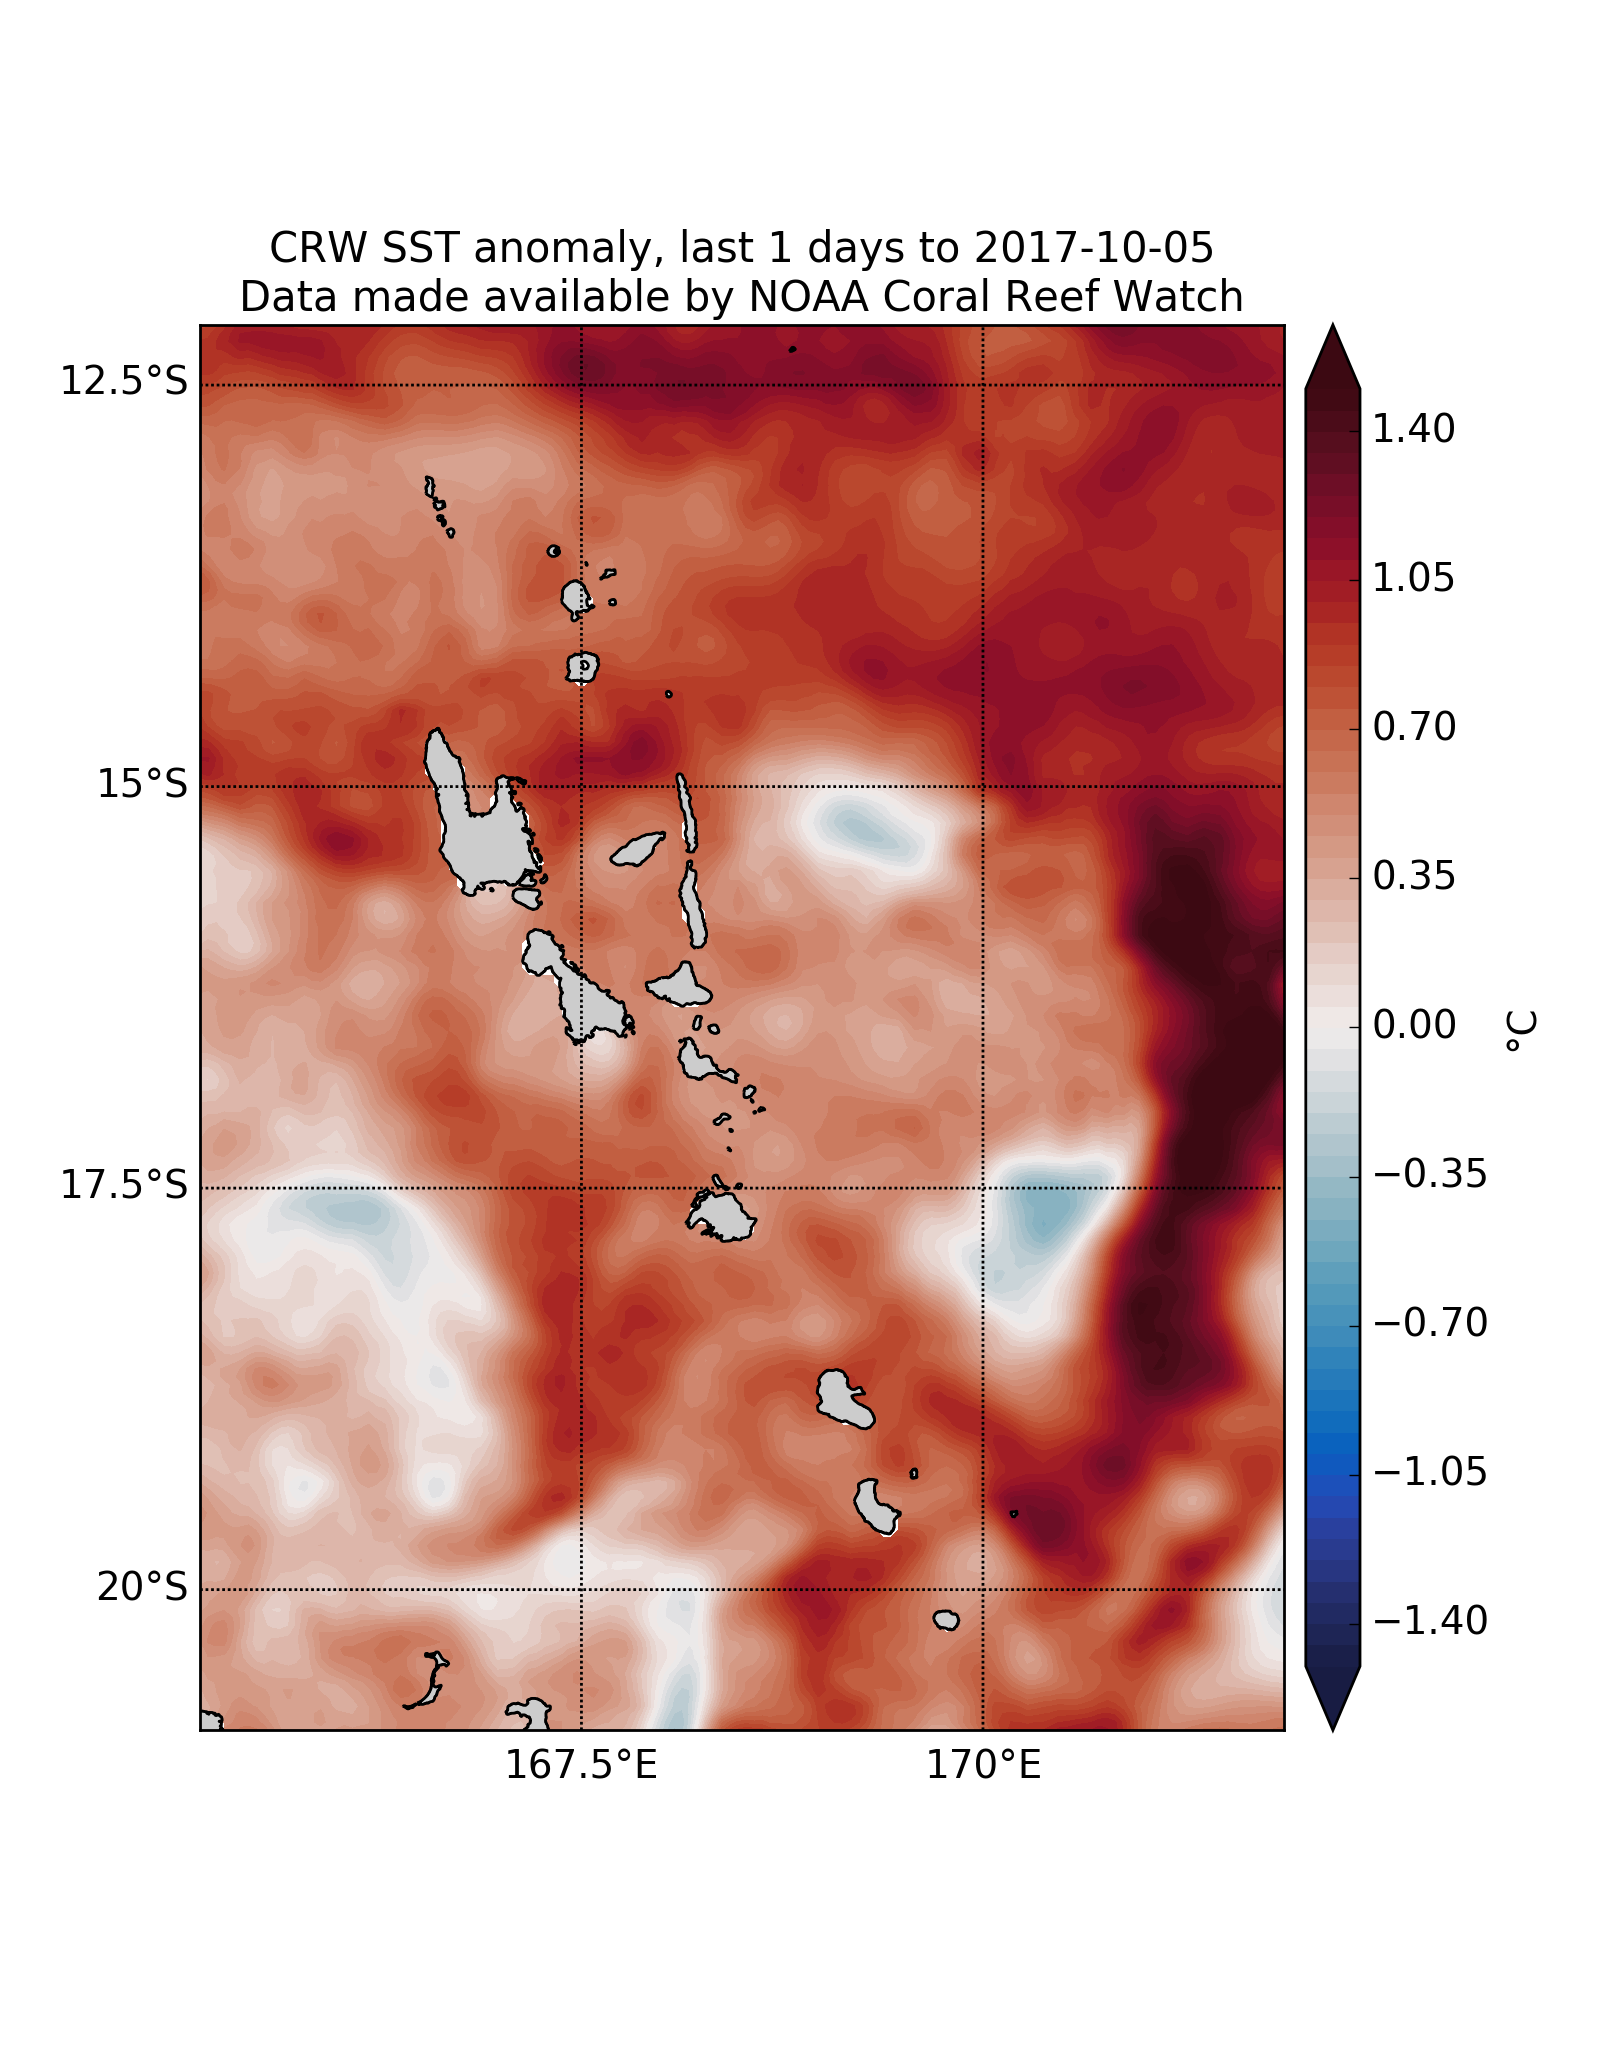 CRW SST anomaly, last 1 days to 2017-10-05
Data made available by NOAA Coral Reef Watch
12.5°S
15°S
17.5°S
20°S
167.5°E
170°E
1.40
1.05
0.70
0.35
0.00
−0.35
−0.70
−1.05
−1.40
°C